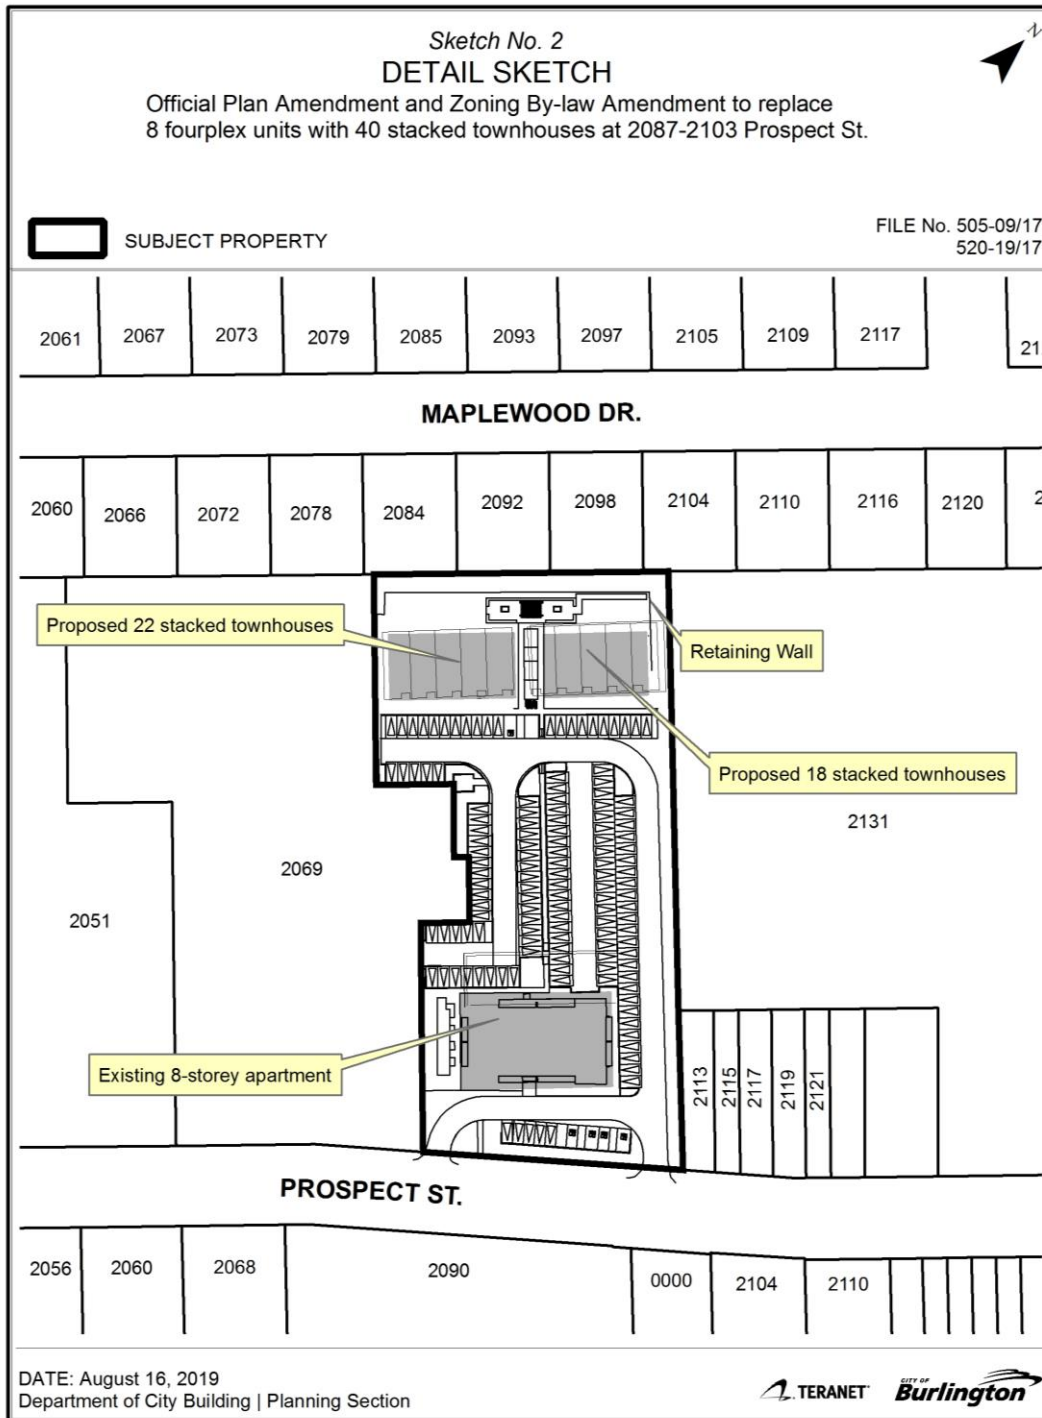 Sketch No. 2
N
DETAIL SKETCH
Official Plan Amendment and Zoning By-law Amendment to replace
8 fourplex units with 40 stacked townhouses at 2087-2103 Prospect St.
SUBJECT PROPERTY
FILE No. 505-09/17
520-19/17
2061 2067 2073 2079 2085 2093 2097 2105 2109 2117
21
MAPLEWOOD DR.
2060 2066 2072 2078 2084 2092 2098 2104 2110 2116 2120 2
Proposed 22 stacked townhouses
Retaining Wall
Proposed 18 stacked townhouses
2131
2069
2051
Existing 8-storey apartment
2113
2115
2117
2119
2121
PROSPECT ST.
2056 2060 2068 2090 0000 2104 2110
DATE: August 16, 2019
Department of City Building | Planning Section
TERANET
CITY OF
Burlington